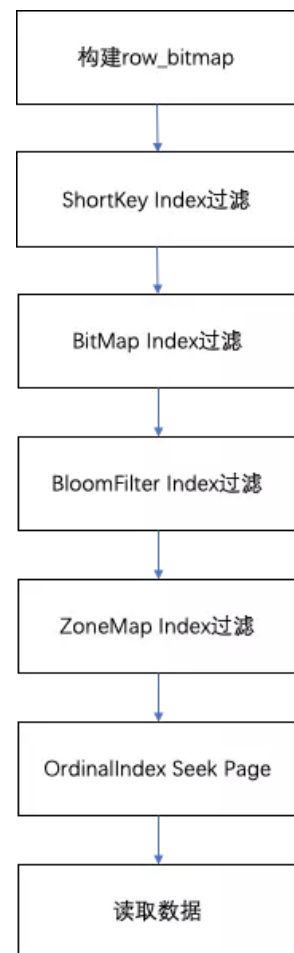 构建row_bitmap
ShortKey Index过滤
BitMap Index过滤
BloomFilter Index过滤
ZoneMap Index过滤
OrdinalIndex Seek Page
读取数据